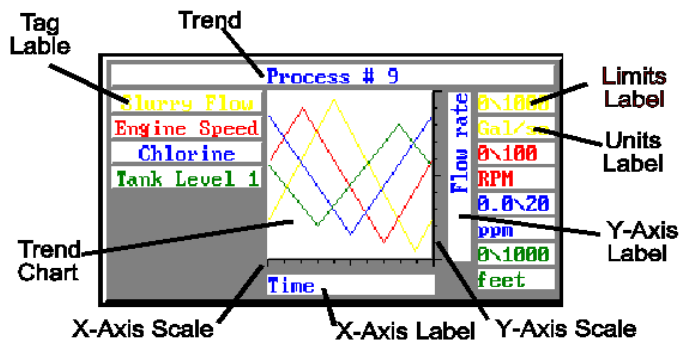 Tag
Lable
Trend
Process # 9
Slurry Flow
Engine Speed
Chlorine
Tank Level 1
Flow rate
0\1000
0\100
RPM
0.0\20
ppm
0\1000
feet
Limits
Label
Units
Label
Y-Axis
Label
Trend
Chart
Time
X-Axis Scale
X-Axis Label
Y-Axis Scale